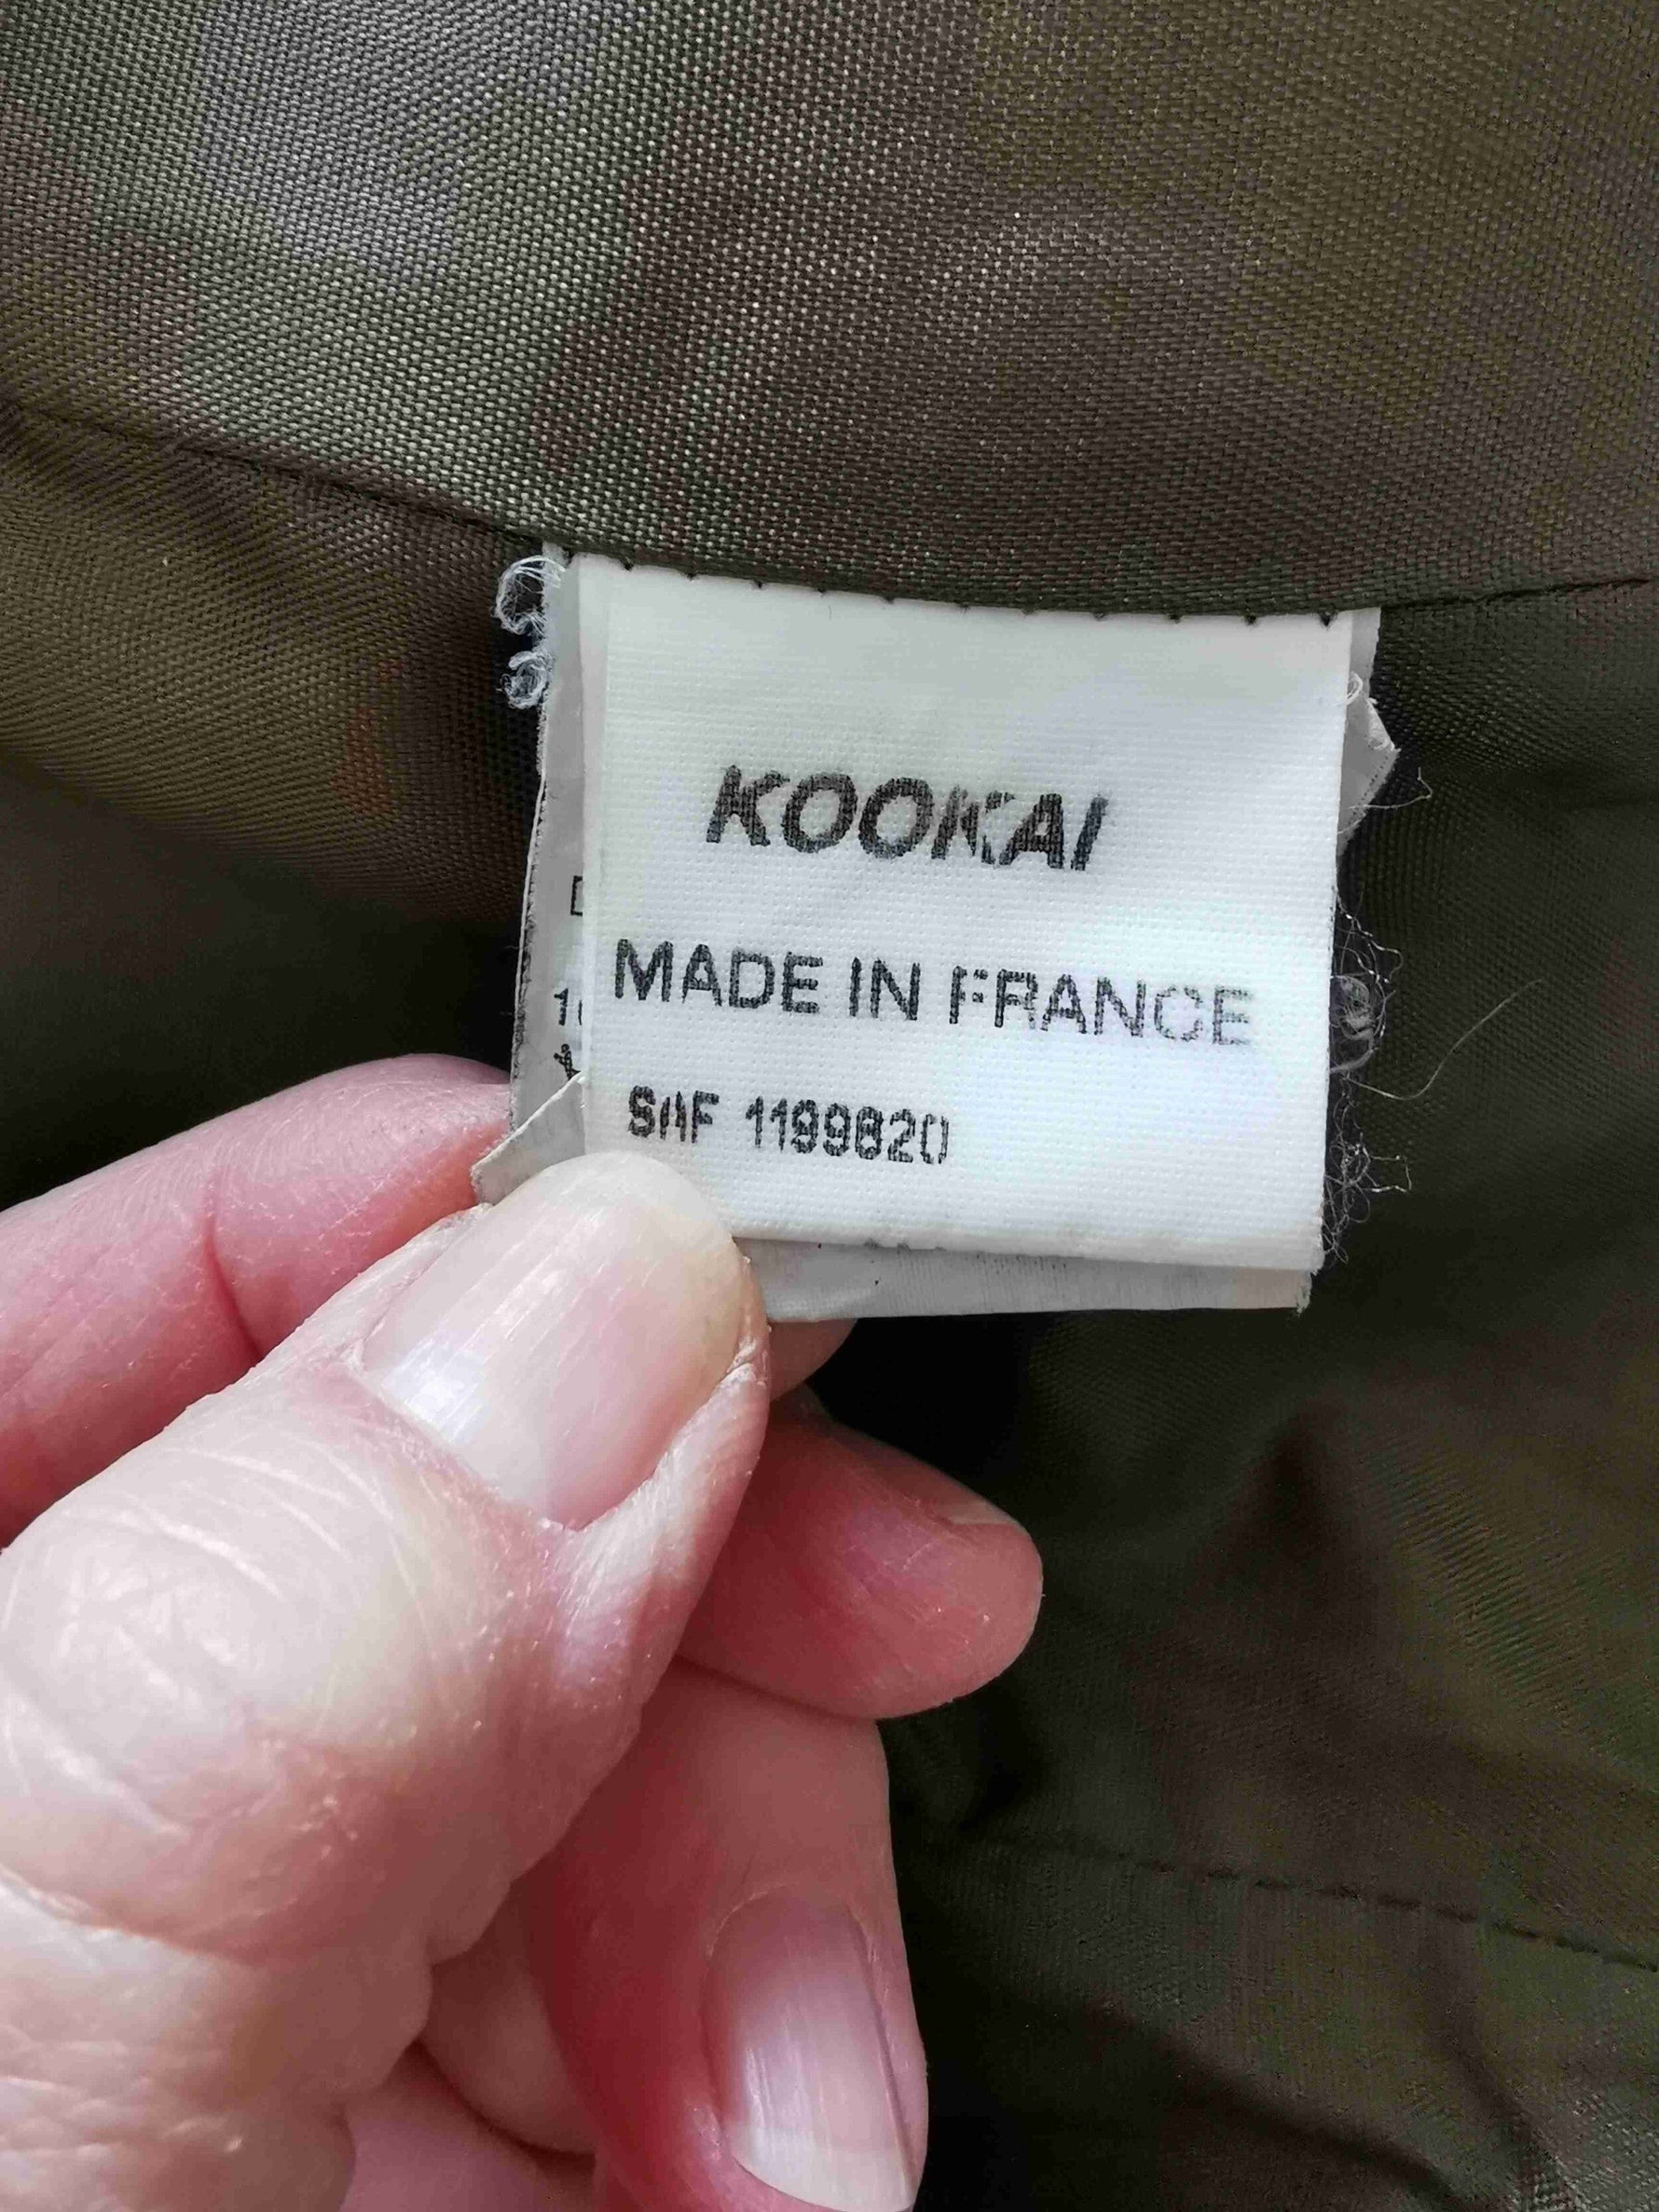 KOOKAI
MADE IN FRANCE
SAF 1199820